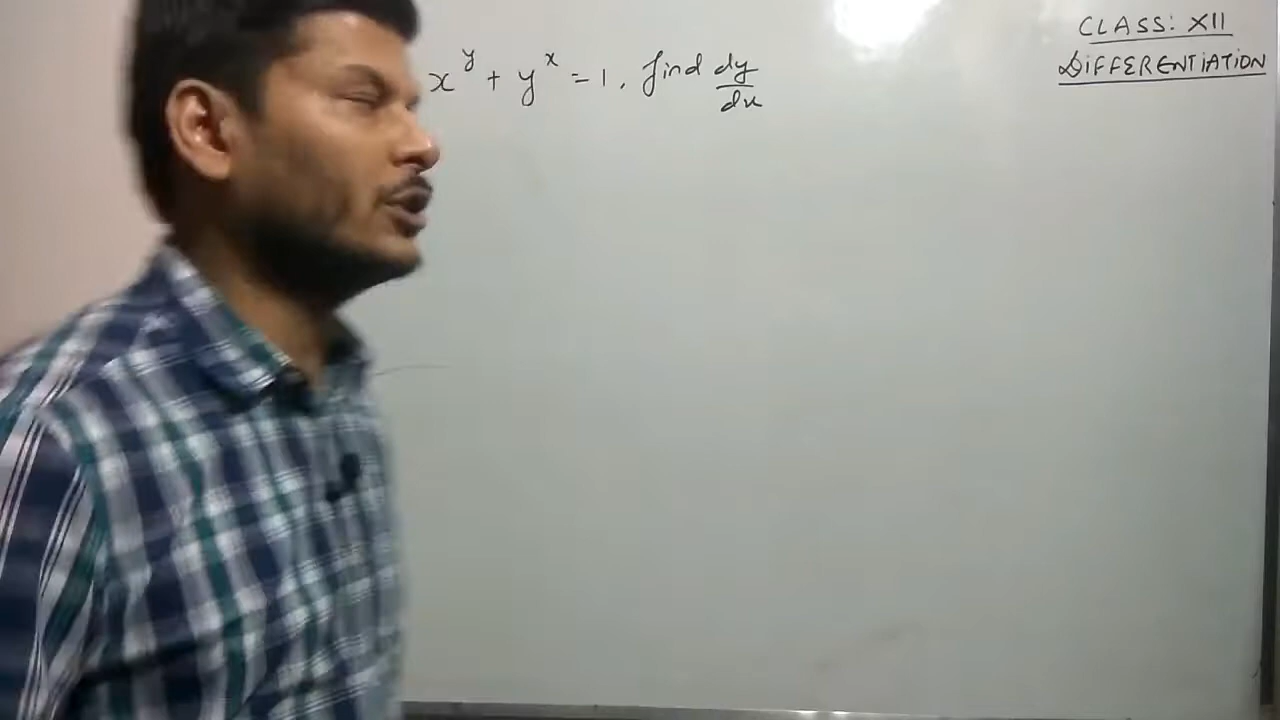 CLASS: XII
DIFFERENTIATION
x^y + y^x = 1, find dy/dx